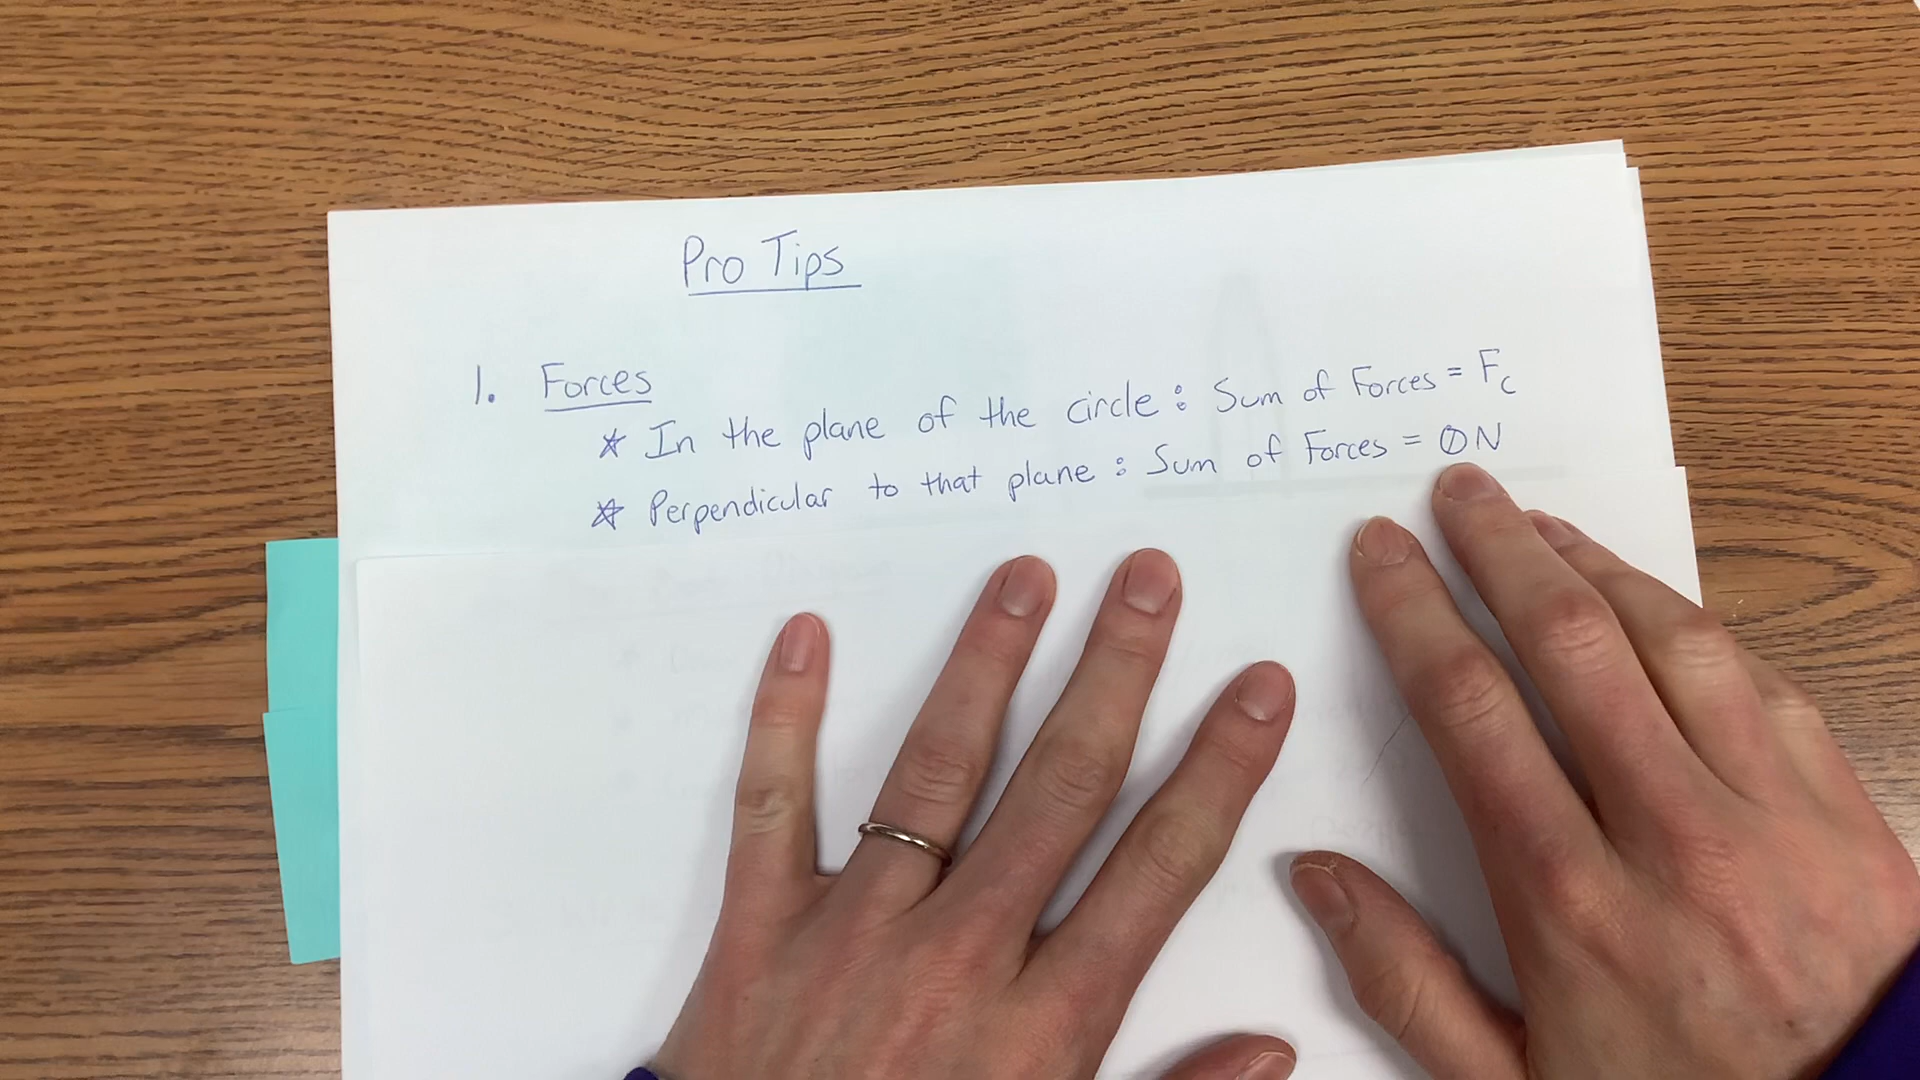 Pro Tips
1. Forces
☆ In the plane of the circle : Sum of Forces = Fc
☆ Perpendicular to that plane : Sum of Forces = 0 N